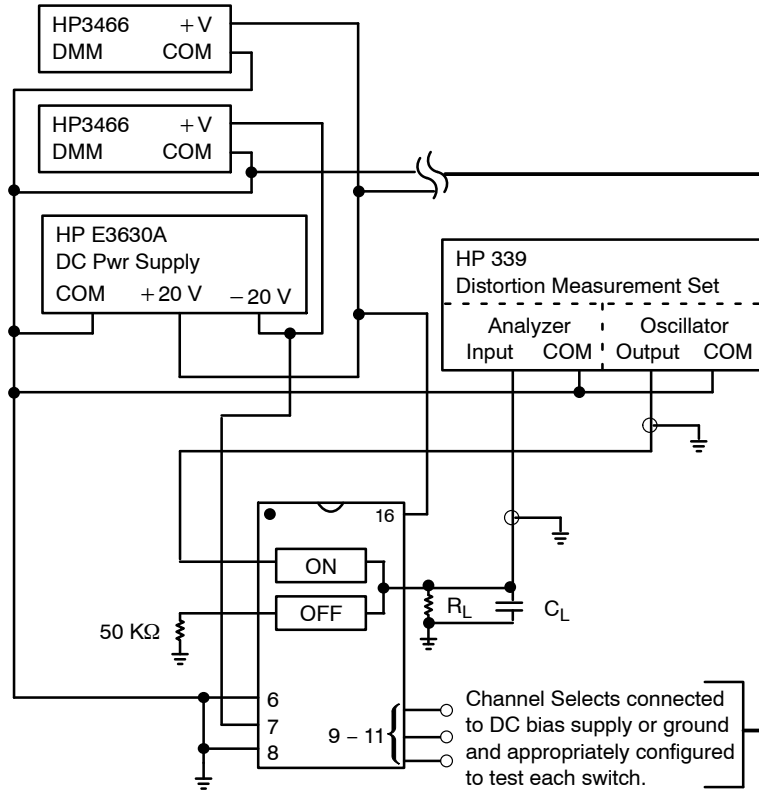 HP3466 +V
DMM COM
HP3466 +V
DMM COM
HP E3630A
DC Pwr Supply
COM +20 V −20 V
HP 339
Distortion Measurement Set
Analyzer Oscillator
Input COM Output COM
16
ON
OFF
50 KΩ
RL
CL
6
7
8
9 − 11
Channel Selects connected
to DC bias supply or ground
and appropriately configured
to test each switch.